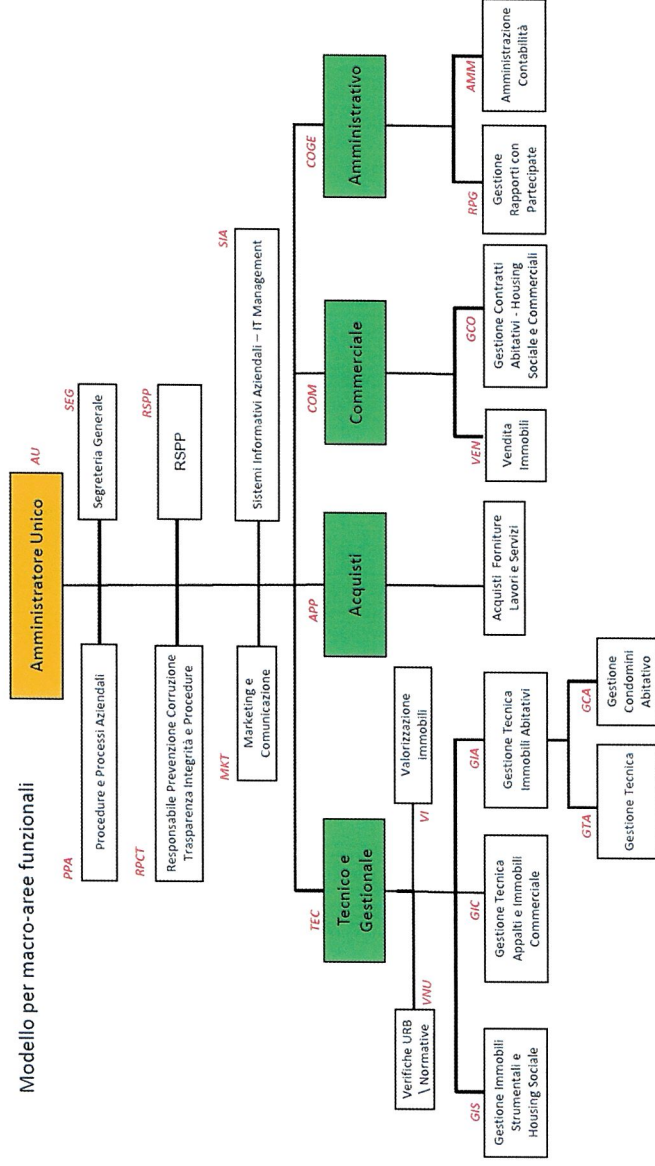 Modello per macro-aree funzionali
Amministratore Unico
AU
PPA
Procedure e Processi Aziendali
SEG
Segreteria Generale
RPCT
Responsabile Prevenzione Corruzione
Trasparenza Integrità e Procedure
RSPP
RSPP
MKT
Marketing e
Comunicazione
SIA
Sistemi Informativi Aziendali – IT Management
TEC
Tecnico e
Gestionale
APP
Acquisti
COM
Commerciale
COGE
Amministrativo
Verifiche URB
\ Normative
VNU
Valorizzazione
immobili
VI
GIS
Gestione Immobili
Strumentali e
Housing Sociale
GIC
Gestione Tecnica
Appalti e Immobili
Commerciale
GIA
Gestione Tecnica
Immobili Abitativi
Acquisti Forniture
Lavori e Servizi
VEN
Vendita
Immobili
GCO
Gestione Contratti
Abitativi - Housing
Sociale e Commerciali
RPG
Gestione
Rapporti con
Partecipate
AMM
Amministrazione
Contabilità
GTA
Gestione Tecnica
GCA
Gestione
Condomini
Abitativo